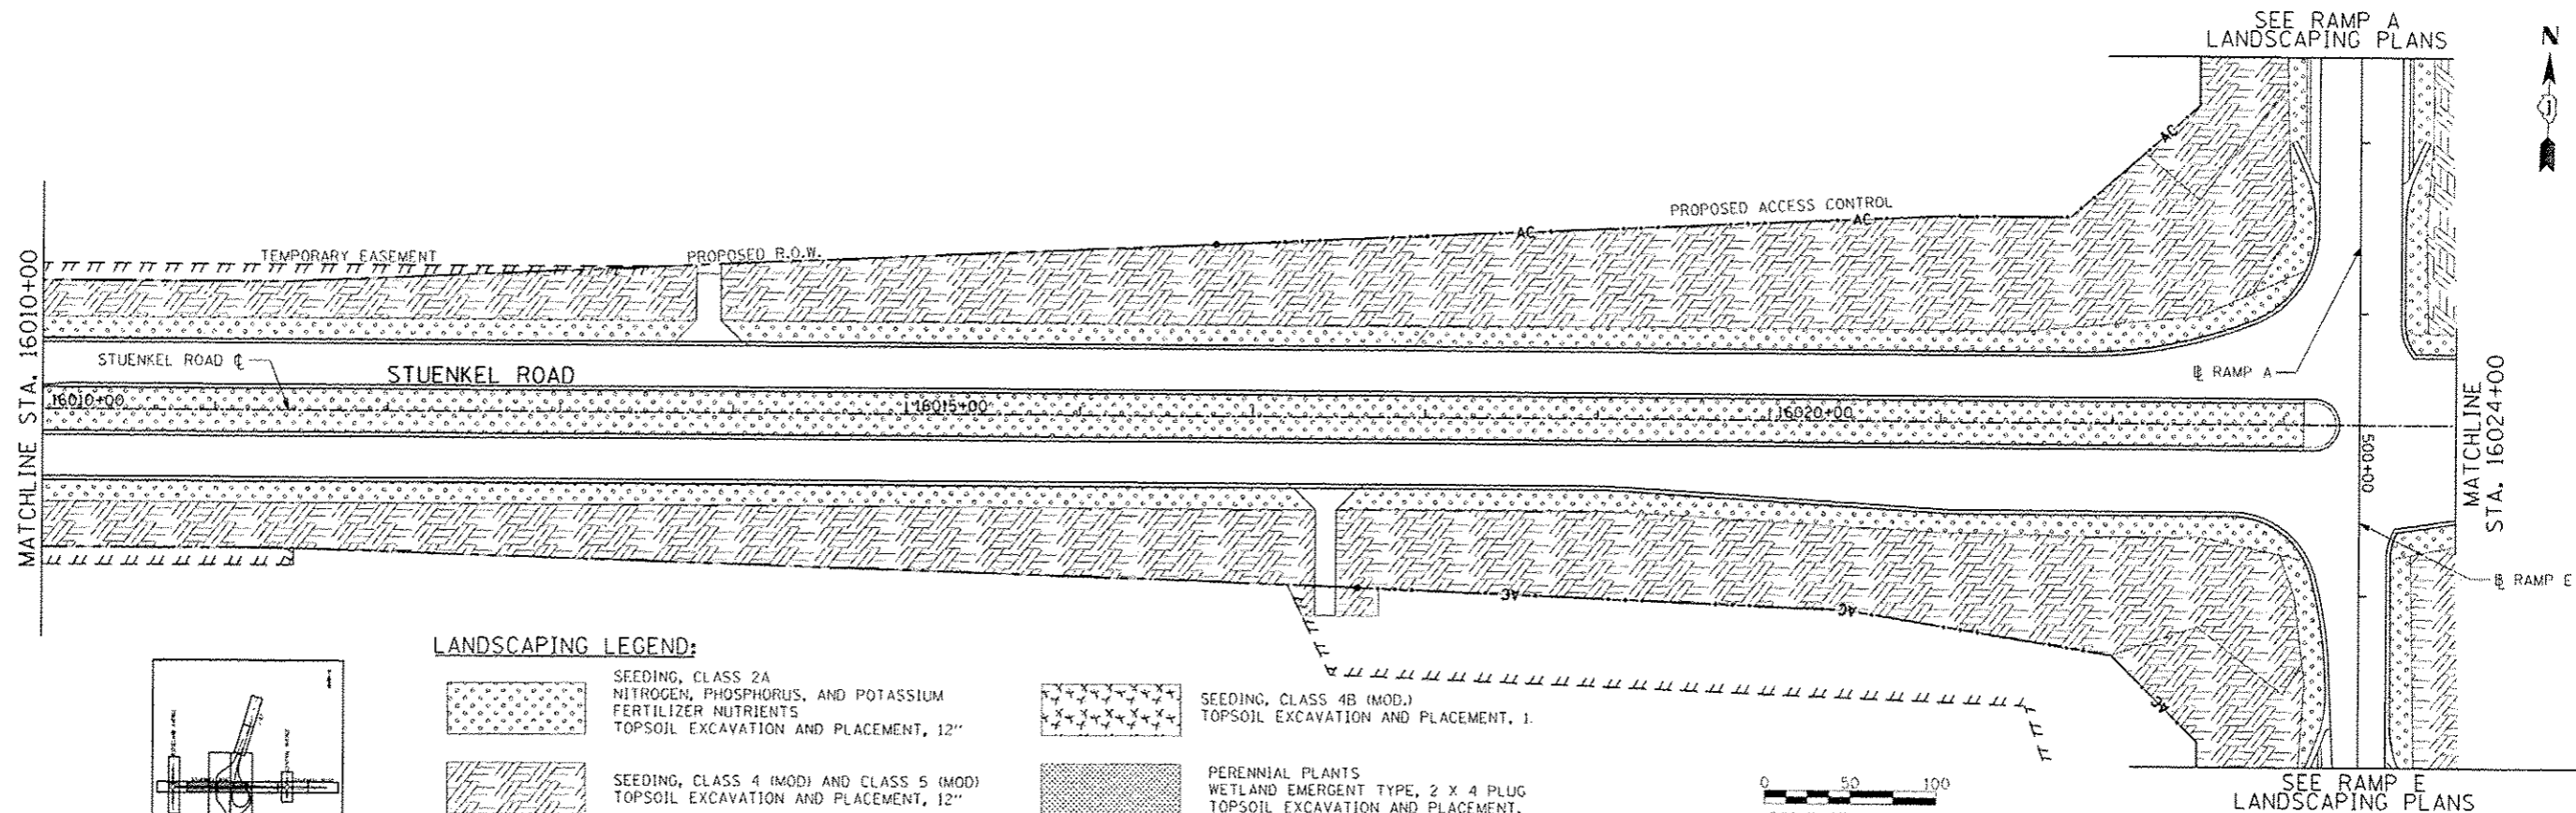 SEE RAMP A
LANDSCAPING PLANS
N
J
AC
PROPOSED ACCESS CONTROL
AC
AC
TEMPORARY EASEMENT
PROPOSED R.O.W.
MATCHLINE STA. 16010+00
STUENKEL ROAD ℄
STUENKEL ROAD
℄ RAMP A
16010+00
16015+00
16020+00
500+00
MATCHLINE
STA. 16024+00
℄ RAMP E
AC
AC
AC
LANDSCAPING LEGEND:
SEEDING, CLASS 2A
NITROGEN, PHOSPHORUS, AND POTASSIUM
FERTILIZER NUTRIENTS
TOPSOIL EXCAVATION AND PLACEMENT, 12"
SEEDING, CLASS 4 (MOD) AND CLASS 5 (MOD)
TOPSOIL EXCAVATION AND PLACEMENT, 12"
SEEDING, CLASS 4B (MOD.)
TOPSOIL EXCAVATION AND PLACEMENT, 1
PERENNIAL PLANTS
WETLAND EMERGENT TYPE, 2 X 4 PLUG
TOPSOIL EXCAVATION AND PLACEMENT,
0 50 100
SEE RAMP E
LANDSCAPING PLANS